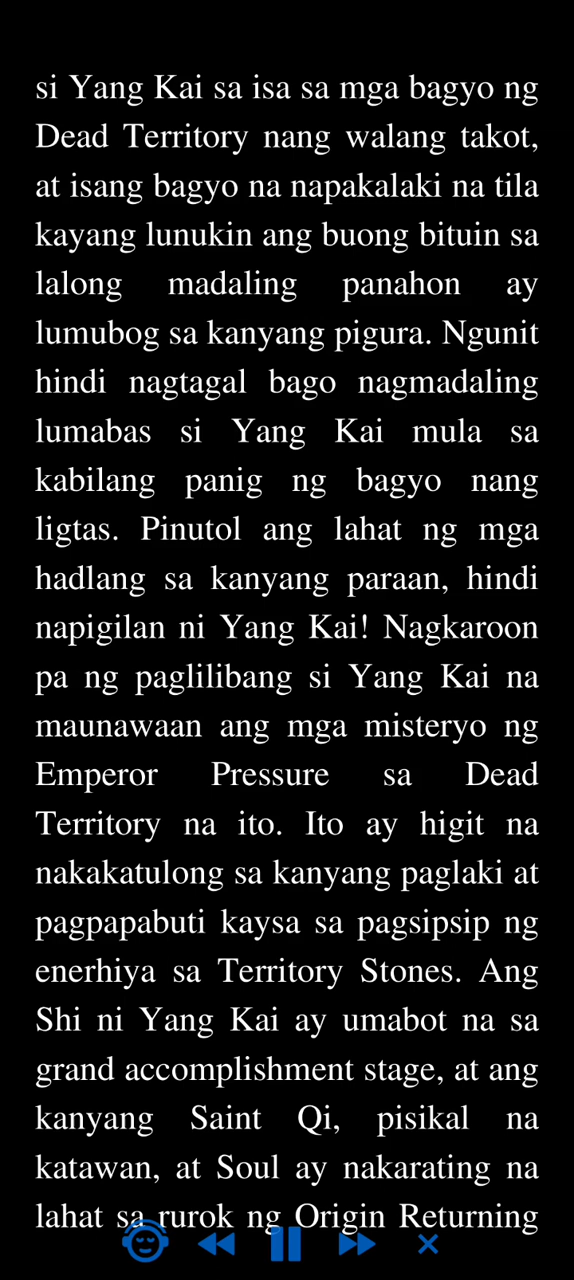 si Yang Kai sa isa sa mga bagyo ng
Dead Territory nang walang takot,
at isang bagyo na napakalaki na tila
kayang lunukin ang buong bituin sa
lalong madaling panahon ay
lumubog sa kanyang pigura. Ngunit
hindi nagtagal bago nagmadaling
lumabas si Yang Kai mula sa
kabilang panig ng bagyo nang
ligtas. Pinutol ang lahat ng mga
hadlang sa kanyang paraan, hindi
napigilan ni Yang Kai! Nagkaroon
pa ng paglilibang si Yang Kai na
maunawaan ang mga misteryo ng
Emperor Pressure sa Dead
Territory na ito. Ito ay higit na
nakakatulong sa kanyang paglaki at
pagpapabuti kaysa sa pagsipsip ng
enerhiya sa Territory Stones. Ang
Shi ni Yang Kai ay umabot na sa
grand accomplishment stage, at ang
kanyang Saint Qi, pisikal na
katawan, at Soul ay nakarating na
lahat sa rurok ng Origin Returning